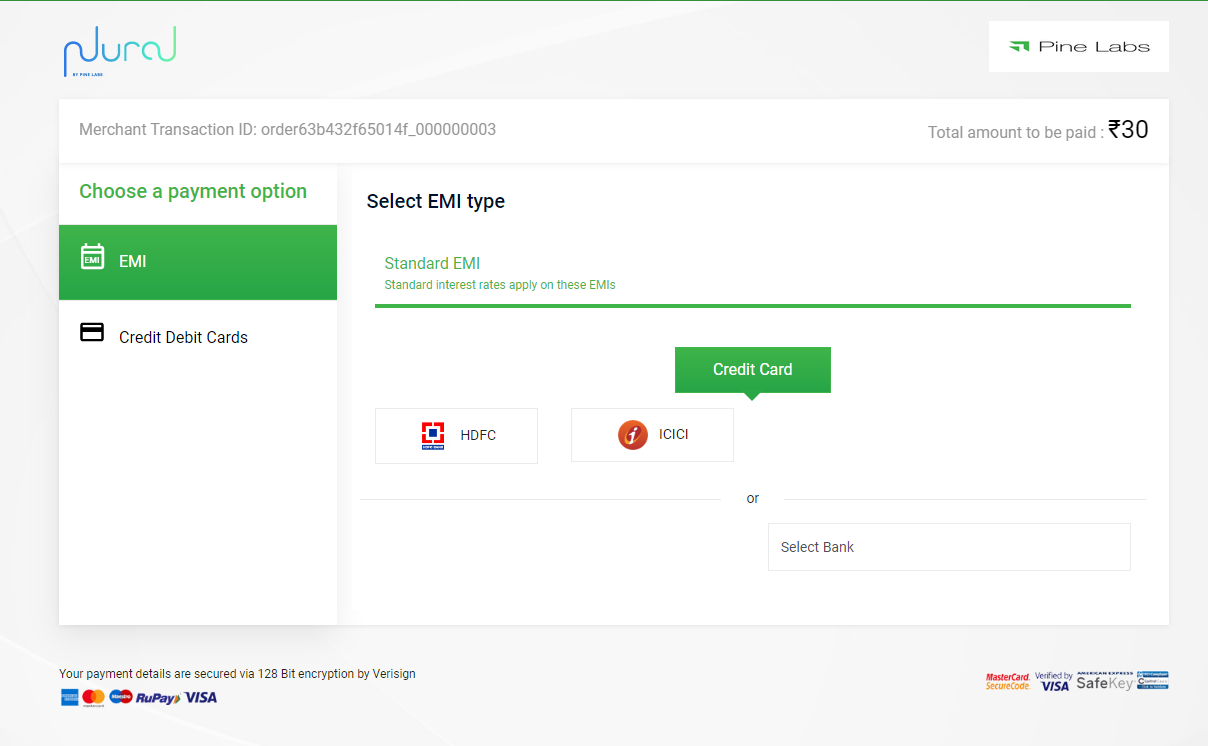 plural
BY PINE LABS
Pine Labs
Merchant Transaction ID: order63b432f65014f_000000003
Total amount to be paid : ₹30
Choose a payment option
Select EMI type
EMI
EMI
Standard EMI
Standard interest rates apply on these EMIs
Credit Debit Cards
Credit Card
HDFC
ICICI
or
Select Bank
Your payment details are secured via 128 Bit encryption by Verisign
Maestro
RuPay
VISA
MasterCard.
SecureCode.
Verified by
VISA
AMERICAN EXPRESS
SafeKey